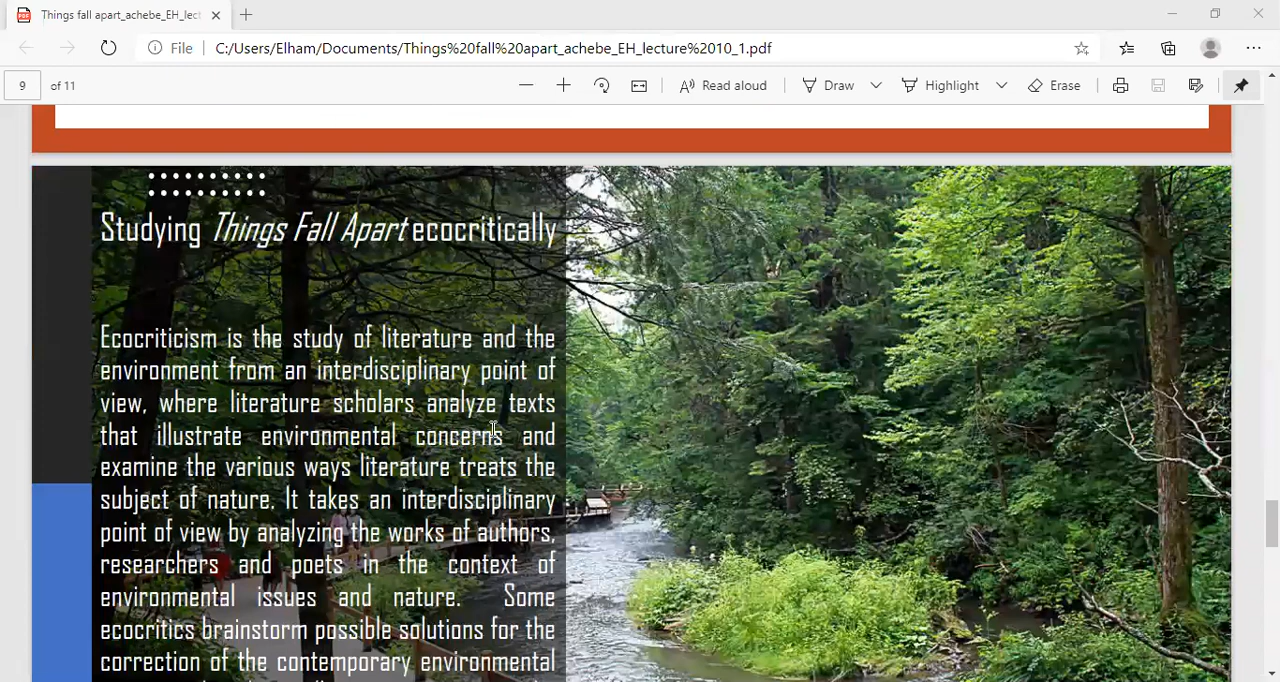 Things fall apart_achebe_EH_lect
File
C:/Users/Elham/Documents/Things%20fall%20apart_achebe_EH_lecture%2010_1.pdf
9 of 11
Read aloud
Draw
Highlight
Erase
Studying Things Fall Apart ecocritically
Ecocriticism is the study of literature and the
environment from an interdisciplinary point of
view, where literature scholars analyze texts
that illustrate environmental concerns and
examine the various ways literature treats the
subject of nature. It takes an interdisciplinary
point of view by analyzing the works of authors,
researchers and poets in the context of
environmental issues and nature. Some
ecocritics brainstorm possible solutions for the
correction of the contemporary environmental